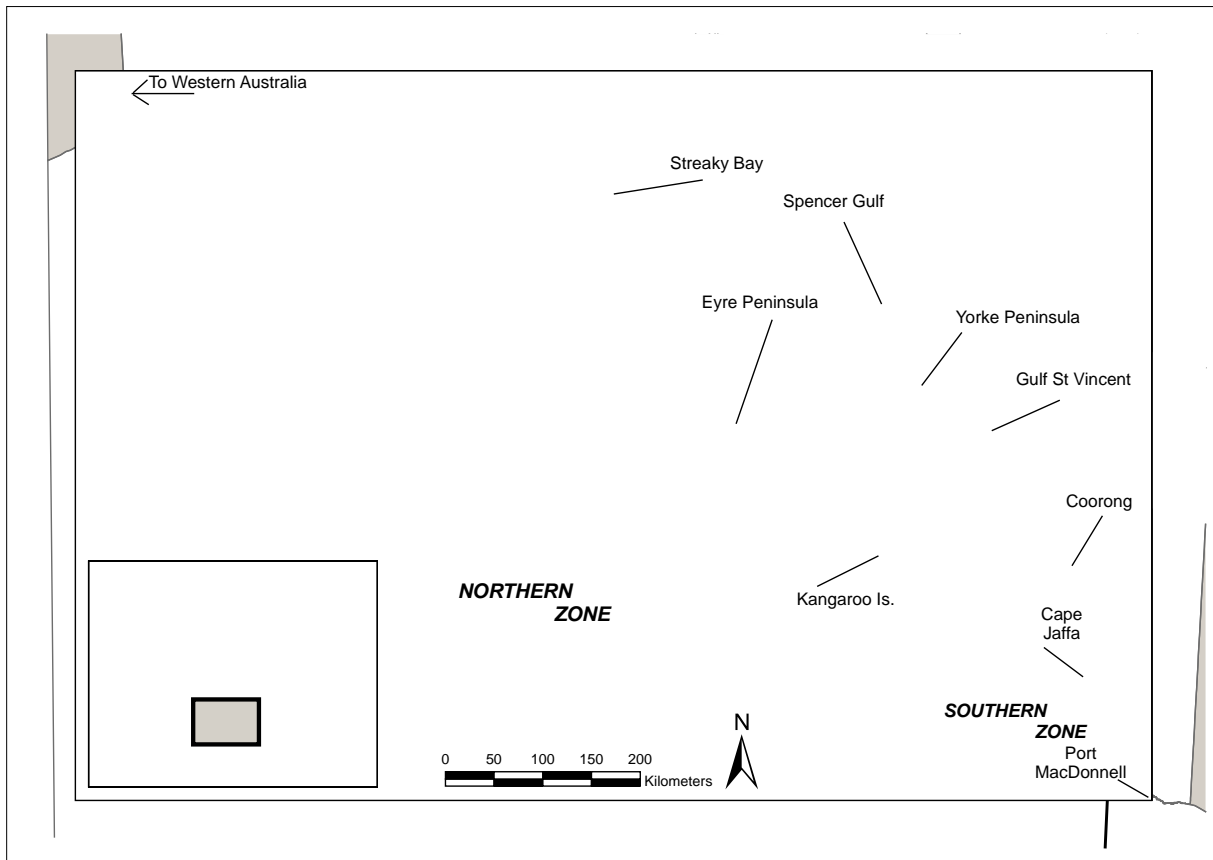 To Western Australia
Streaky Bay
Spencer Gulf
Eyre Peninsula
Yorke Peninsula
Gulf St Vincent
Coorong
NORTHERN
ZONE
Kangaroo Is.
Cape
Jaffa
SOUTHERN
ZONE
Port
MacDonnell
N
0 50 100 150 200
Kilometers